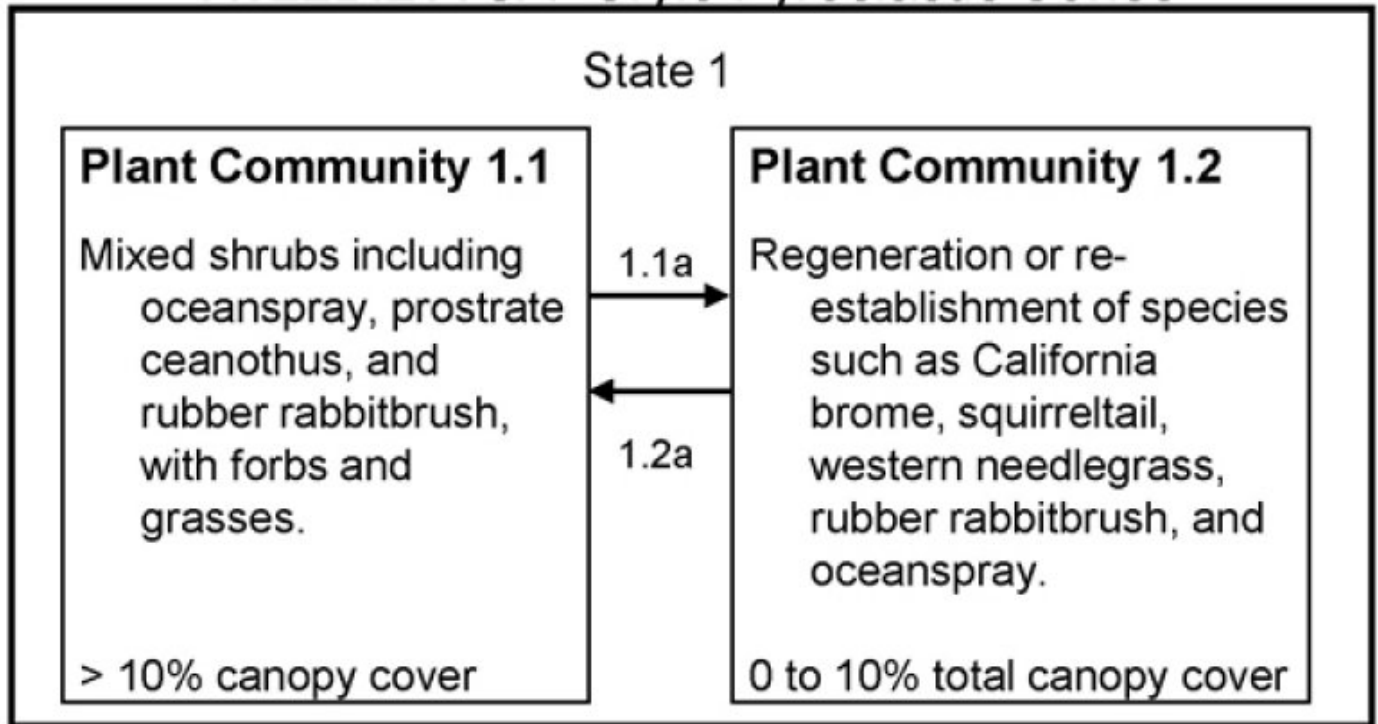 State 1
Plant Community 1.1
Mixed shrubs including
oceanspray, prostrate
ceanothus, and
rubber rabbitbrush,
with forbs and
grasses.
> 10% canopy cover
1.1a
1.2a
Plant Community 1.2
Regeneration or re-
establishment of species
such as California
brome, squirreltail,
western needlegrass,
rubber rabbitbrush, and
oceanspray.
0 to 10% total canopy cover